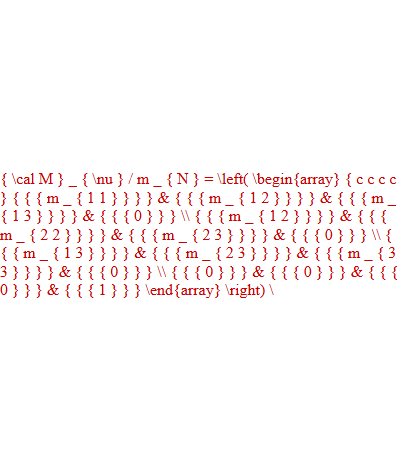 { \cal M } _ { \nu } / m _ { N } = \left( \begin{array} { c c c c
} { { { m _ { 1 1 } } } } & { { { m _ { 1 2 } } } } & { { { m _
{ 1 3 } } } } & { { { 0 } } } \\ { { { m _ { 1 2 } } } } & { { {
m _ { 2 2 } } } } & { { { m _ { 2 3 } } } } & { { { 0 } } } \\ {
{ { m _ { 1 3 } } } } & { { { m _ { 2 3 } } } } & { { { m _ { 3
3 } } } } & { { { 0 } } } \\ { { { 0 } } } & { { { 0 } } } & { { {
0 } } } & { { { 1 } } } \end{array} \right) \